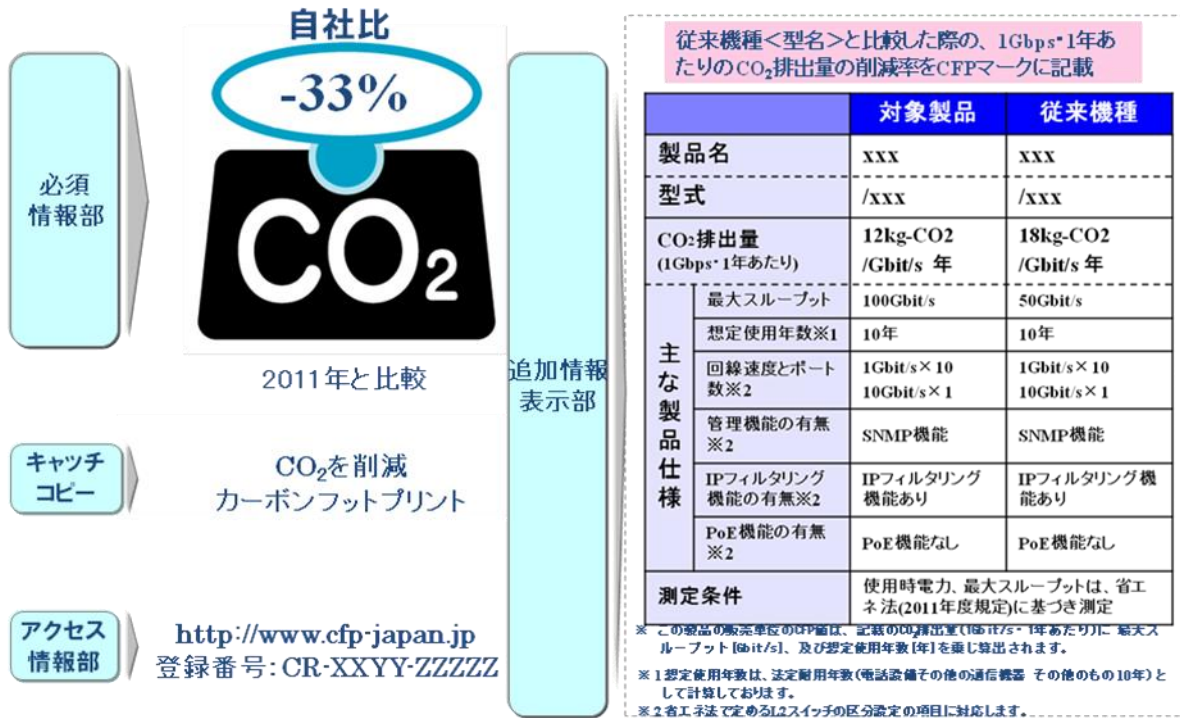 自社比
-33%
CO2
2011年と比較
必須
情報部
キャッチ
コピー
CO₂を削減
カーボンフットプリント
アクセス
情報部
http://www.cfp-japan.jp
登録番号:CR-XXYY-ZZZZZ
追加情報
表示部
従来機種<型名>と比較した際の、1Gbps・1年あ
たりのCO₂排出量の削減率をCFPマークに記載
対象製品 従来機種
製品名 xxx xxx
型式 /xxx /xxx
CO₂排出量 12kg-CO2 18kg-CO2
(1Gbps・1年あたり) /Gbit/s 年 /Gbit/s 年
主な製品仕様
最大スループット 100Gbit/s 50Gbit/s
想定使用年数※1 10年 10年
回線速度とポート 1Gbit/s×10 1Gbit/s×10
数※2 10Gbit/s×1 10Gbit/s×1
管理機能の有無 SNMP機能 SNMP機能
※2
IPフィルタリング IPフィルタリング IPフィルタリング機
機能の有無※2 機能あり 能あり
PoE機能の有無 PoE機能なし PoE機能なし
※2
測定条件 使用時電力、最大スループットは、省エ
ネ法(2011年度規定)に基づき測定
※ この製品の販売単位のCFP値は、記載のCO₂排出量(1Gbit/s・1年あたり)に 最大ス
ループット[Gbit/s]、及び想定使用年数[年]を乗じ算出されます。
※1 想定使用年数は、法定耐用年数(電話設備その他の通信機器 その他のもの10年)と
して計算しております。
※2 省エネ法で定めるL2スイッチの区分設定の項目に対応します。